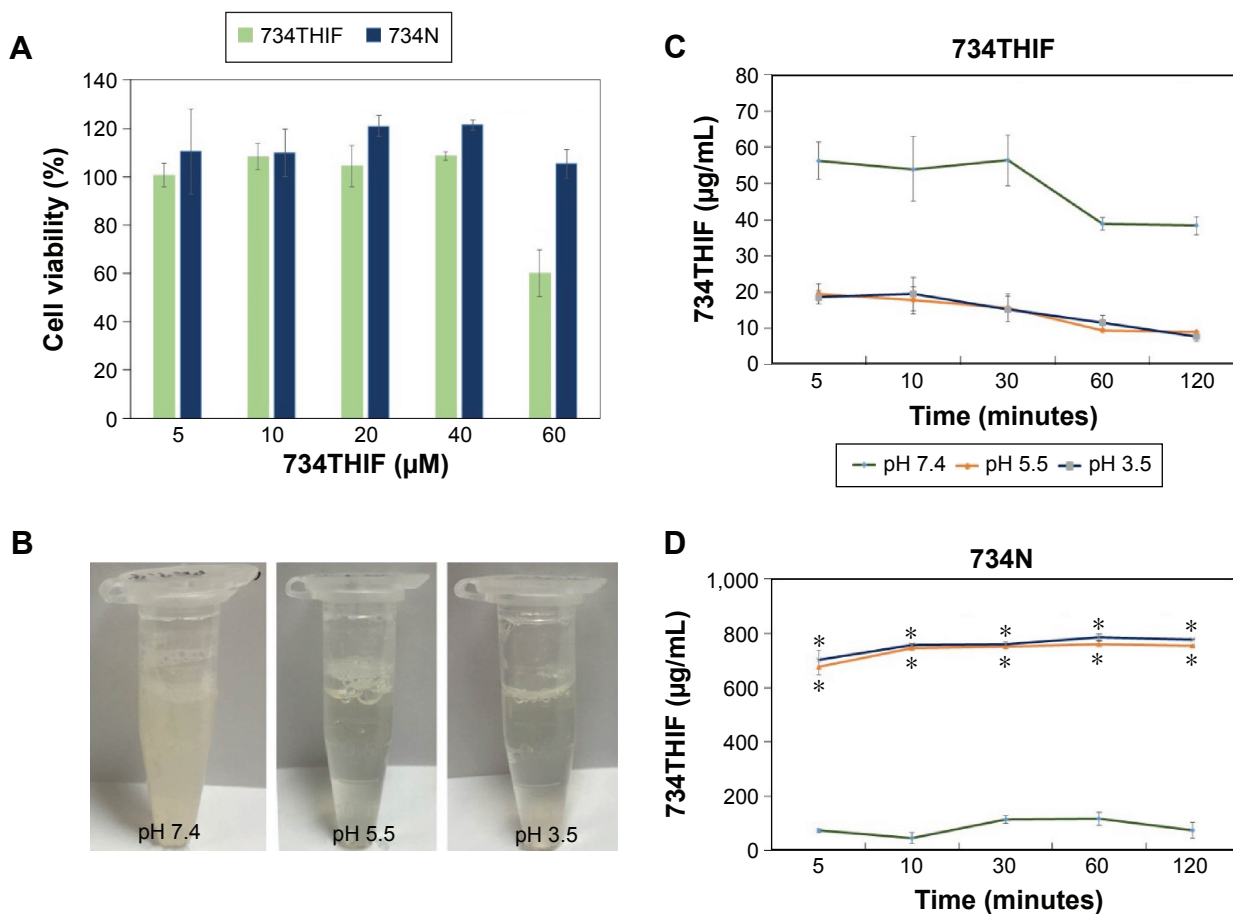 A
734THIF 734N
140
120
100
80
60
40
20
0
Cell viability (%)
5 10 20 40 60
734THIF (µM)
B
pH 7.4 pH 5.5 pH 3.5
C
734THIF
80
70
60
50
40
30
20
10
0
734THIF (µg/mL)
5 10 30 60 120
Time (minutes)
pH 7.4 pH 5.5 pH 3.5
D
734N
1,000
800
600
400
200
0
734THIF (µg/mL)
* * * * *
* * * * *
5 10 30 60 120
Time (minutes)